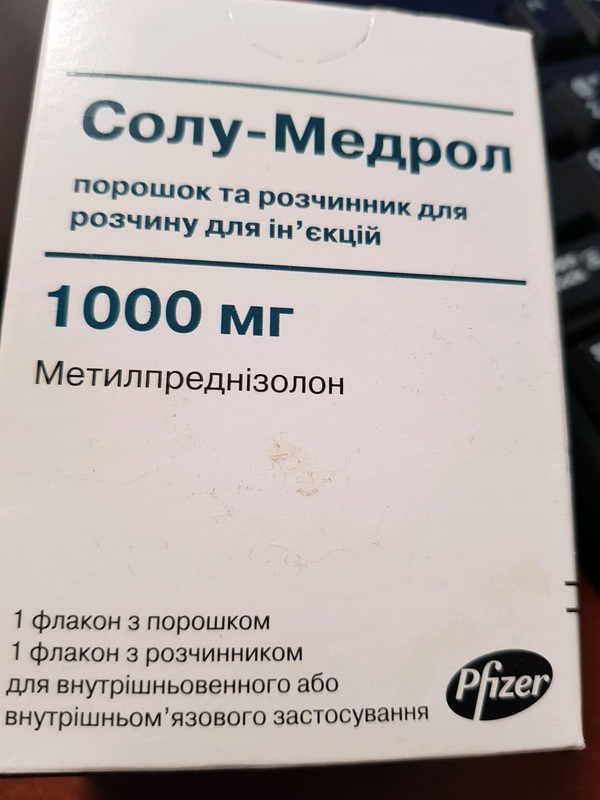 Солу-Медрол
порошок та розчинник для
розчину для ін’єкцій
1000 мг
Метилпреднізолон
1 флакон з порошком
1 флакон з розчинником
для внутрішньовенного або
внутрішньом’язового застосування
Pfizer